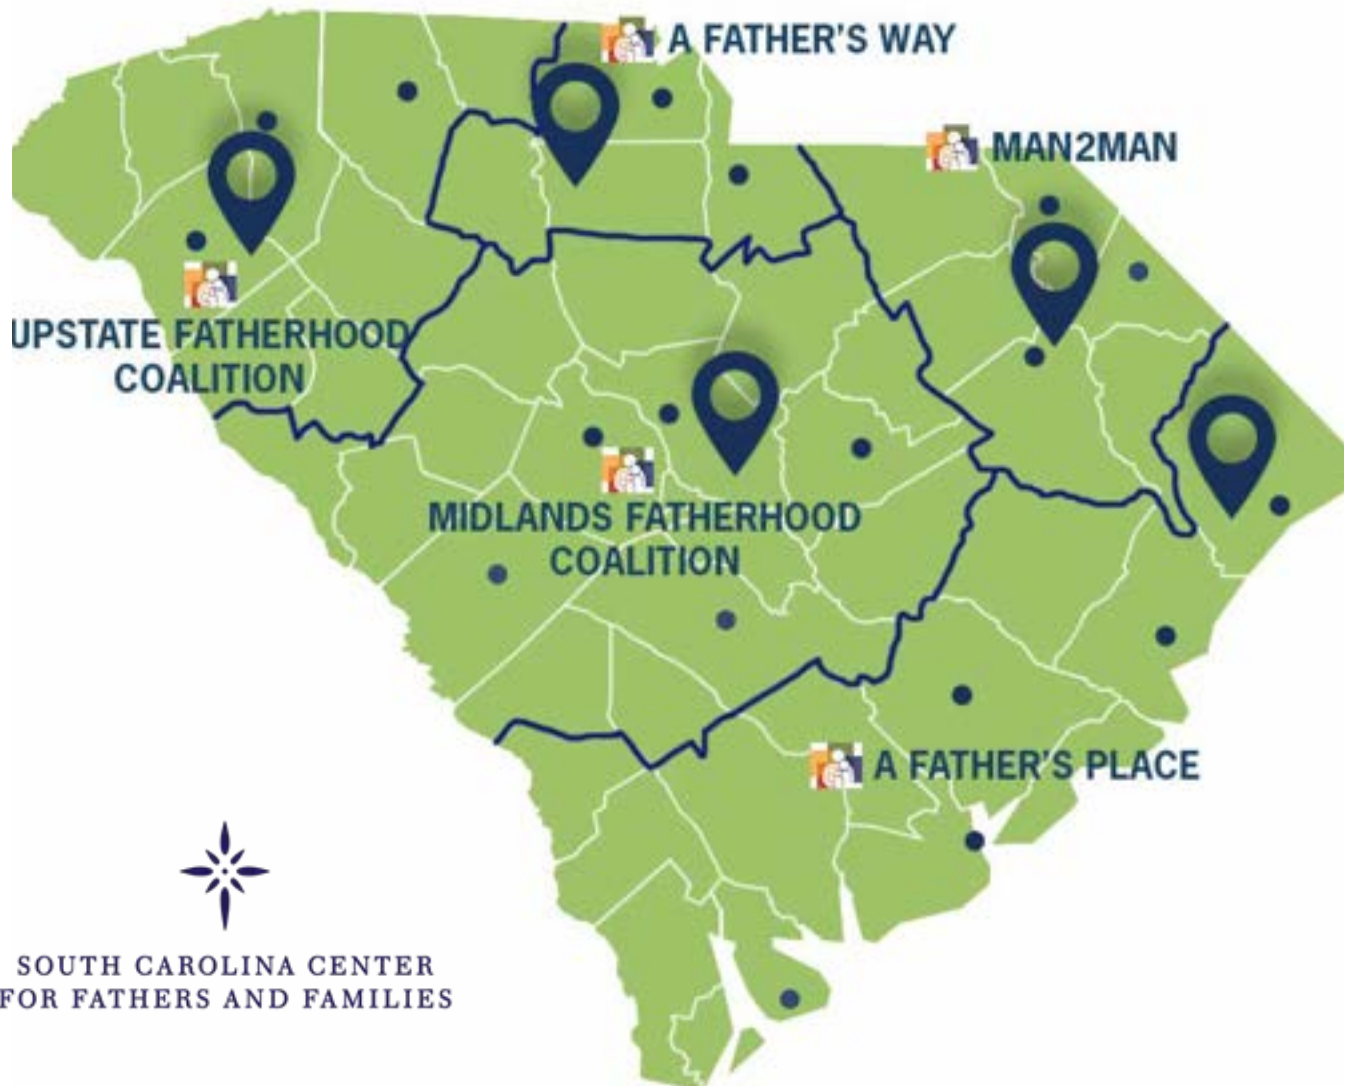 A FATHER'S WAY
MAN2MAN
UPSTATE FATHERHOOD
COALITION
MIDLANDS FATHERHOOD
COALITION
A FATHER'S PLACE
SOUTH CAROLINA CENTER
FOR FATHERS AND FAMILIES